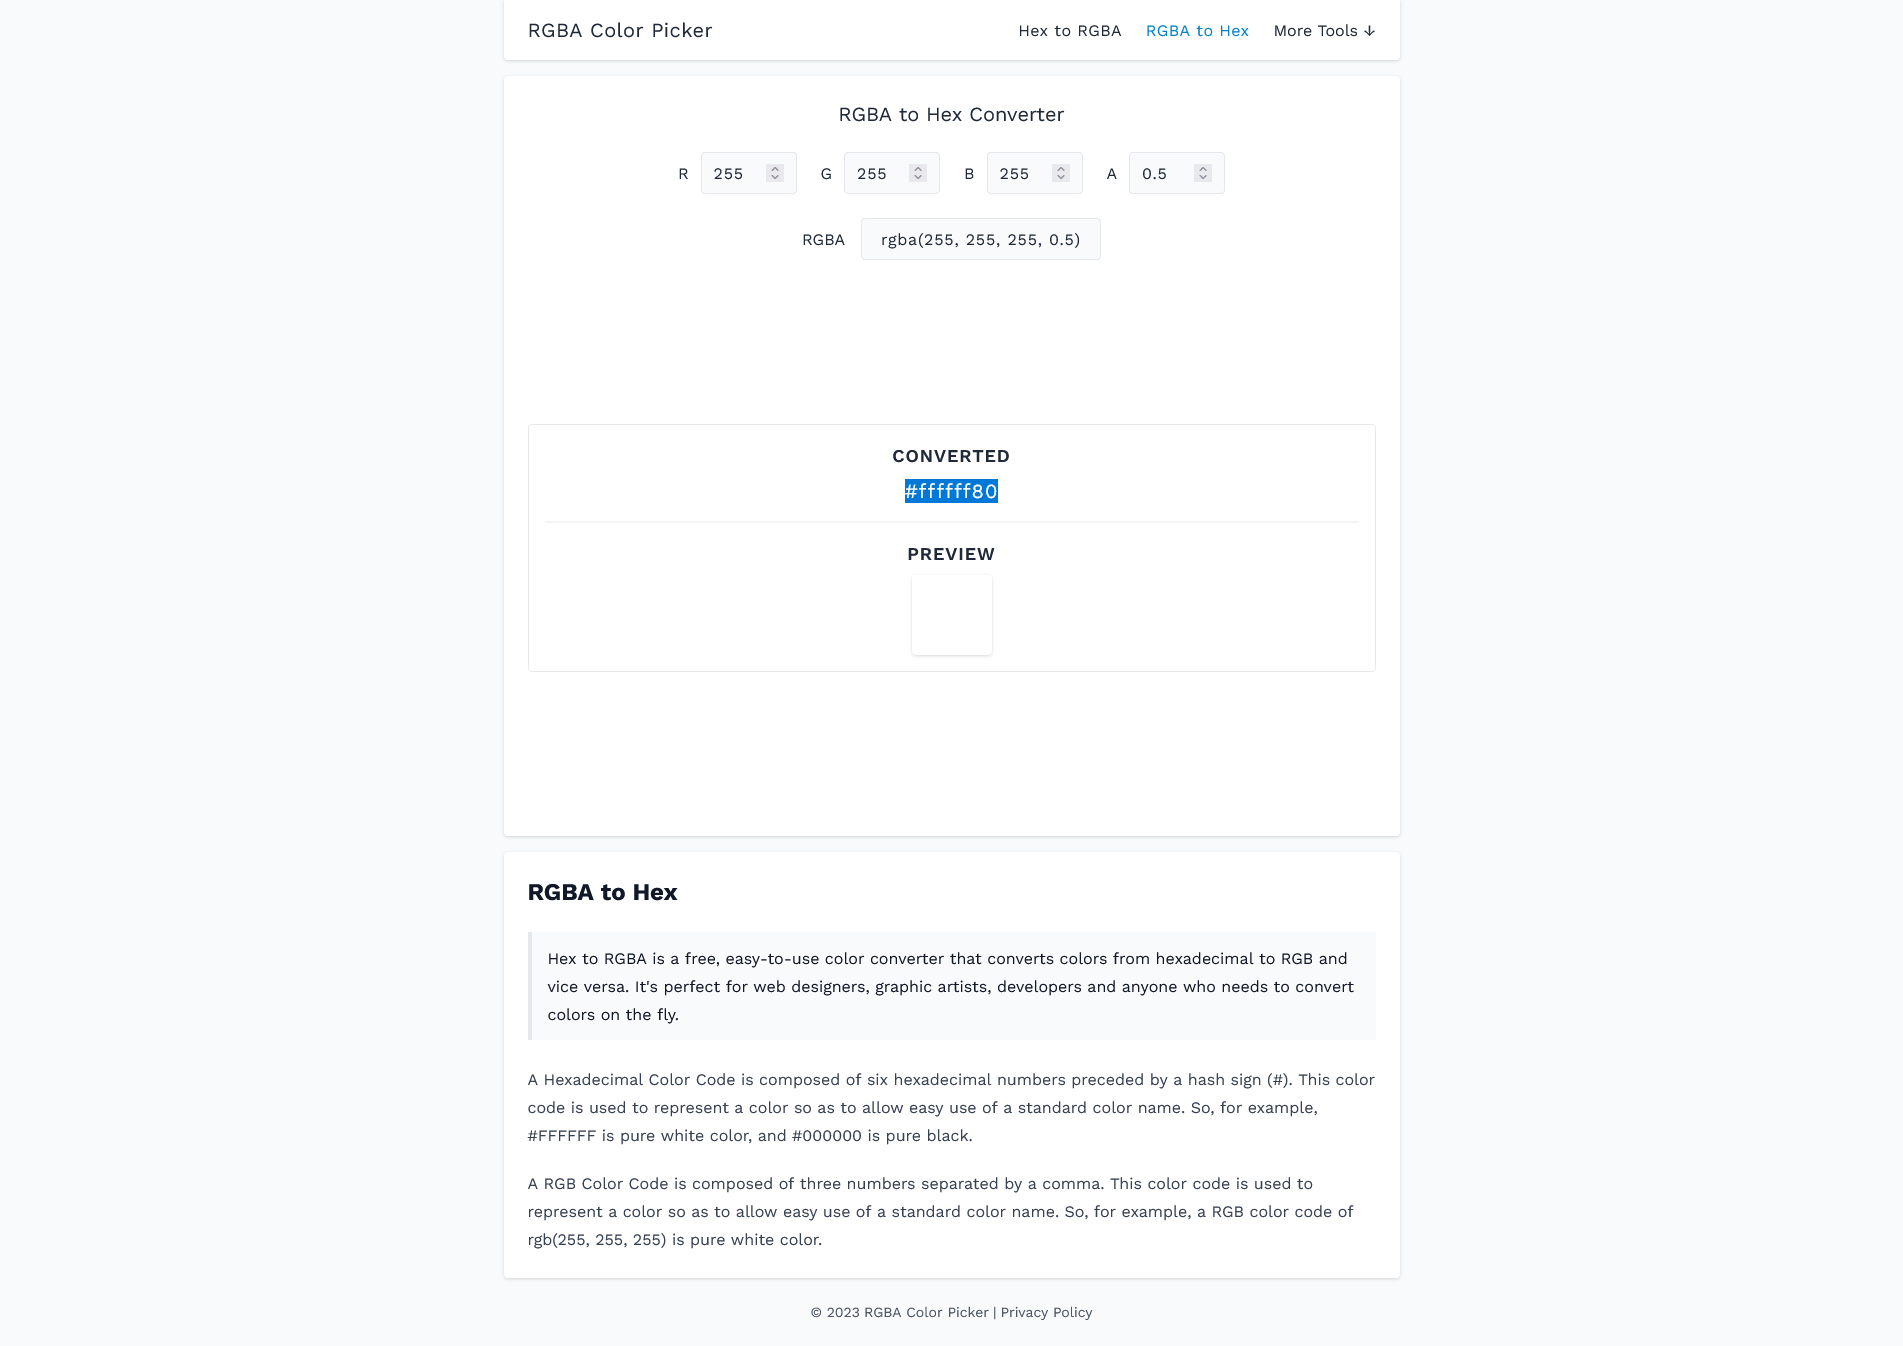 RGBA Color Picker
Hex to RGBA
RGBA to Hex
More Tools ↓
RGBA to Hex Converter
R 255 G 255 B 255 A 0.5
RGBA rgba(255, 255, 255, 0.5)
CONVERTED
#ffffff80
PREVIEW
RGBA to Hex
Hex to RGBA is a free, easy-to-use color converter that converts colors from hexadecimal to RGB and
vice versa. It's perfect for web designers, graphic artists, developers and anyone who needs to convert
colors on the fly.
A Hexadecimal Color Code is composed of six hexadecimal numbers preceded by a hash sign (#). This color
code is used to represent a color so as to allow easy use of a standard color name. So, for example,
#FFFFFF is pure white color, and #000000 is pure black.
A RGB Color Code is composed of three numbers separated by a comma. This color code is used to
represent a color so as to allow easy use of a standard color name. So, for example, a RGB color code of
rgb(255, 255, 255) is pure white color.
© 2023 RGBA Color Picker | Privacy Policy